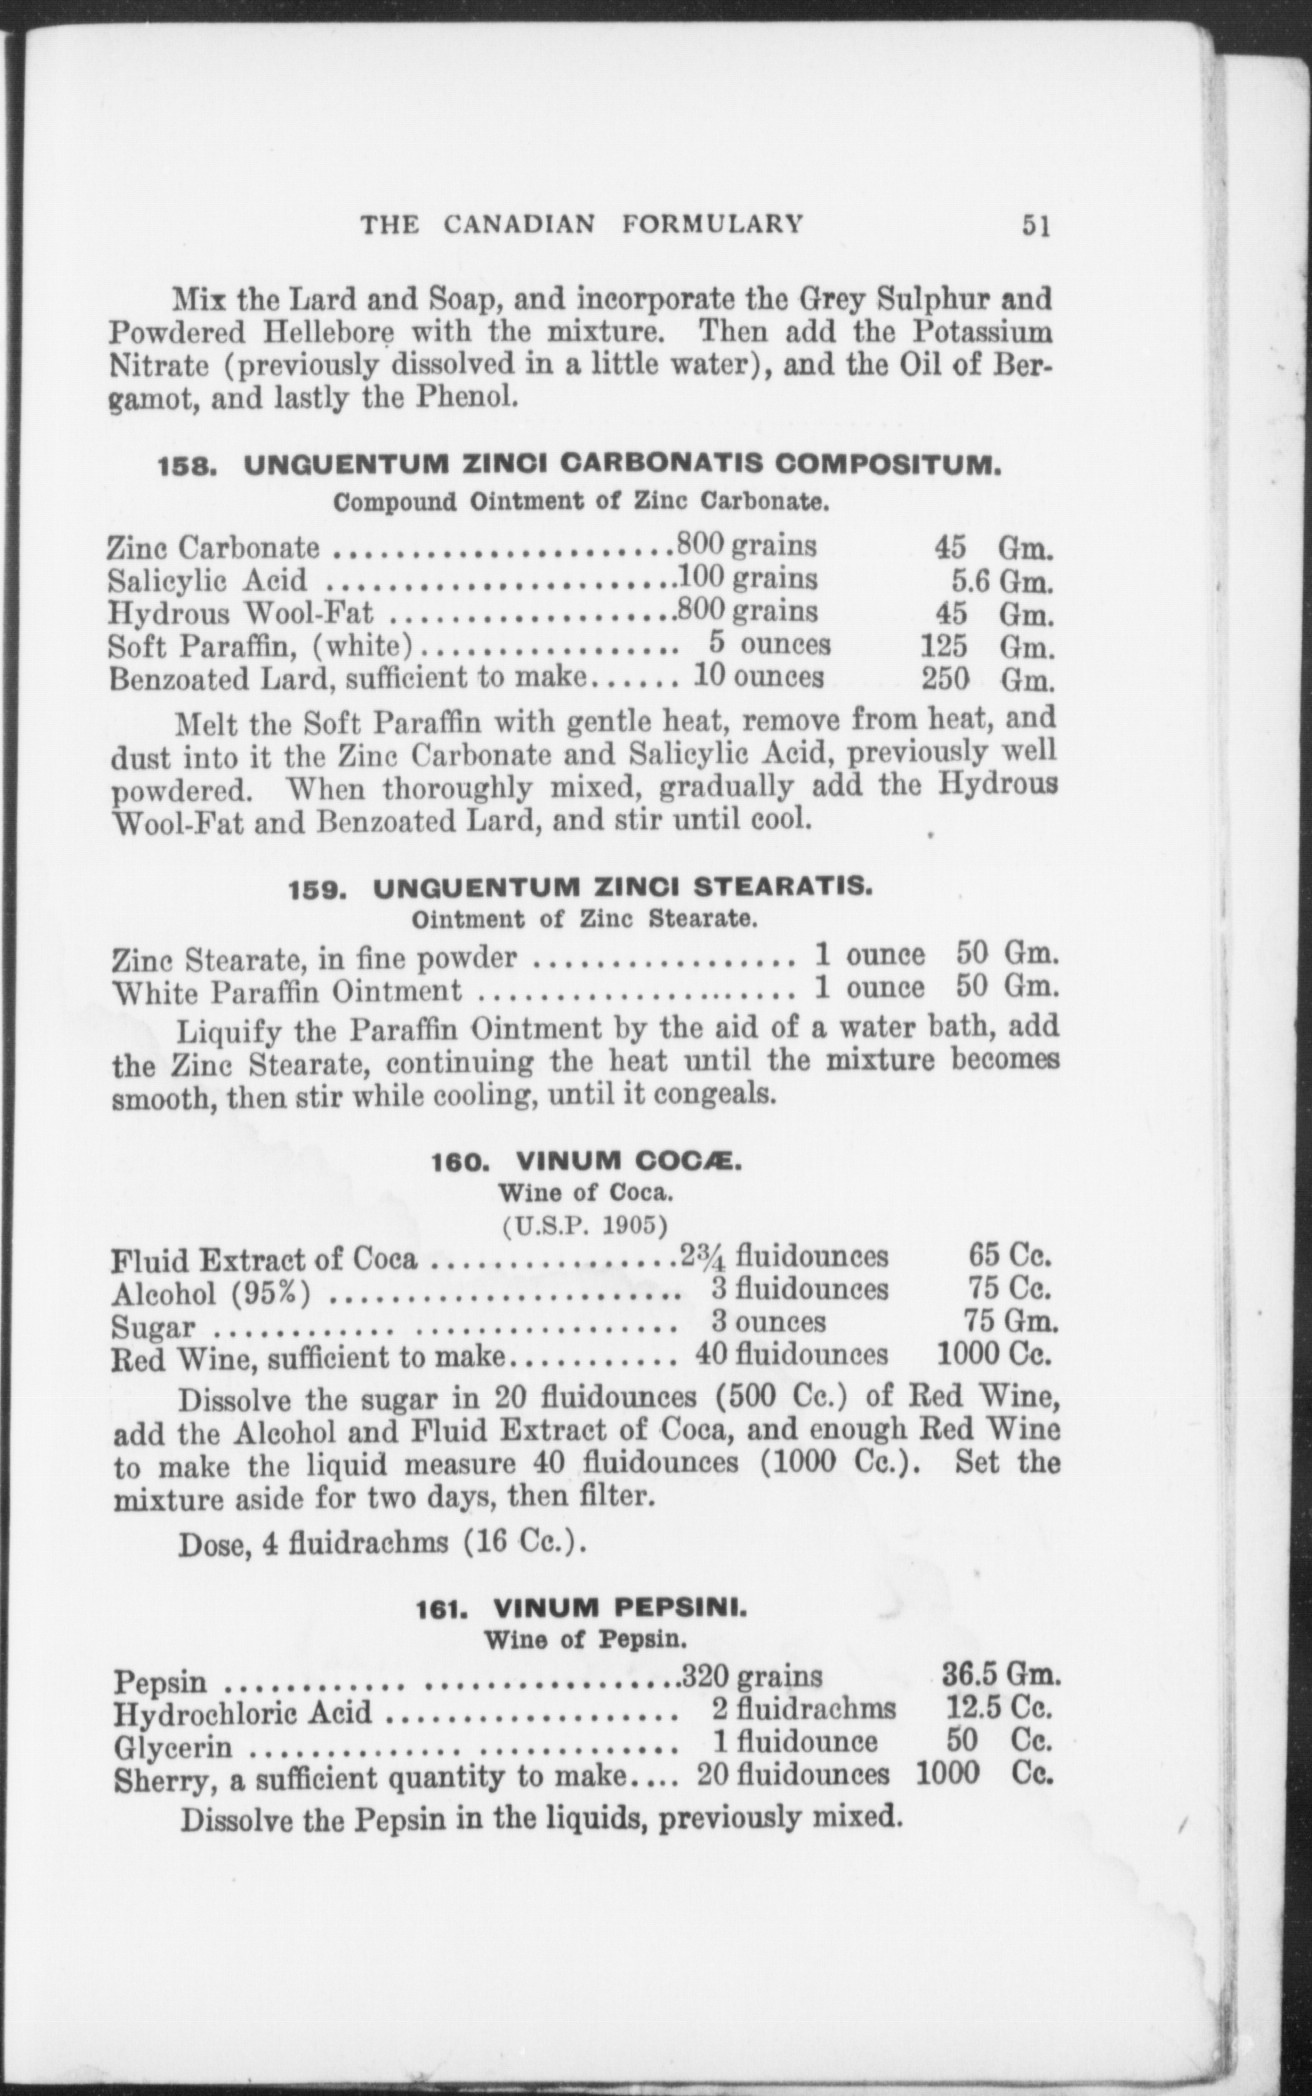 THE CANADIAN FORMULARY 51
Mix the Lard and Soap, and incorporate the Grey Sulphur and
Powdered Hellebore with the mixture. Then add the Potassium
Nitrate (previously dissolved in a little water), and the Oil of Ber-
gamot, and lastly the Phenol.
158. UNGUENTUM ZINCI CARBONATIS COMPOSITUM.
Compound Ointment of Zinc Carbonate.
Zinc Carbonate ......................800 grains 45 Gm.
Salicylic Acid .......................100 grains 5.6 Gm.
Hydrous Wool-Fat ...................800 grains 45 Gm.
Soft Paraffin, (white)................. 5 ounces 125 Gm.
Benzoated Lard, sufficient to make...... 10 ounces 250 Gm.
Melt the Soft Paraffin with gentle heat, remove from heat, and
dust into it the Zinc Carbonate and Salicylic Acid, previously well
powdered. When thoroughly mixed, gradually add the Hydrous
Wool-Fat and Benzoated Lard, and stir until cool.
159. UNGUENTUM ZINCI STEARATIS.
Ointment of Zinc Stearate.
Zinc Stearate, in fine powder ................. 1 ounce 50 Gm.
White Paraffin Ointment ..................... 1 ounce 50 Gm.
Liquify the Paraffin Ointment by the aid of a water bath, add
the Zinc Stearate, continuing the heat until the mixture becomes
smooth, then stir while cooling, until it congeals.
160. VINUM COCÆ.
Wine of Coca.
(U.S.P. 1905)
Fluid Extract of Coca ................2¾ fluidounces 65 Cc.
Alcohol (95%) ....................... 3 fluidounces 75 Cc.
Sugar ............ ................. 3 ounces 75 Gm.
Red Wine, sufficient to make........... 40 fluidounces 1000 Cc.
Dissolve the sugar in 20 fluidounces (500 Cc.) of Red Wine,
add the Alcohol and Fluid Extract of Coca, and enough Red Wine
to make the liquid measure 40 fluidounces (1000 Cc.). Set the
mixture aside for two days, then filter.
Dose, 4 fluidrachms (16 Cc.).
161. VINUM PEPSINI.
Wine of Pepsin.
Pepsin ............ .................320 grains 36.5 Gm.
Hydrochloric Acid ................... 2 fluidrachms 12.5 Cc.
Glycerin .............. ............. 1 fluidounce 50 Cc.
Sherry, a sufficient quantity to make.... 20 fluidounces 1000 Cc.
Dissolve the Pepsin in the liquids, previously mixed.